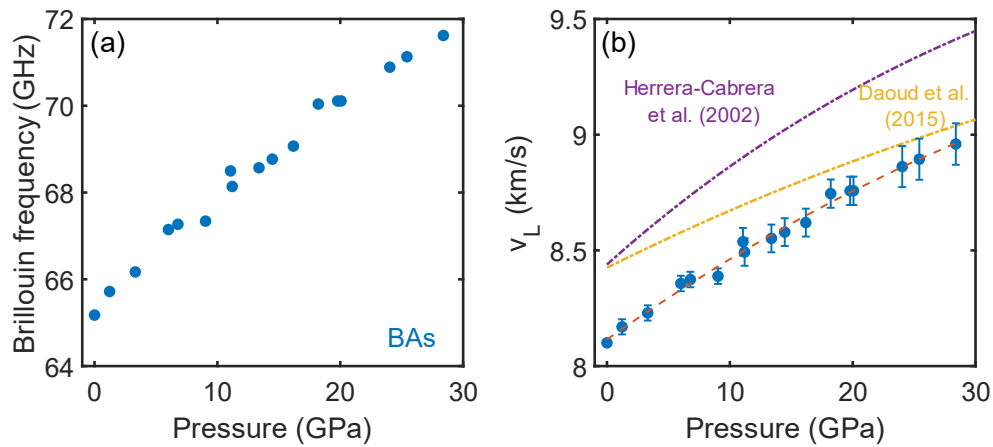 (a)
72
70
68
66
64
Brillouin frequency (GHz)
BAs
0
10
20
30
Pressure (GPa)
(b)
9.5
9
8.5
8
v_L (km/s)
Herrera-Cabrera
et al. (2002)
Daoud et al.
(2015)
0
10
20
30
Pressure (GPa)